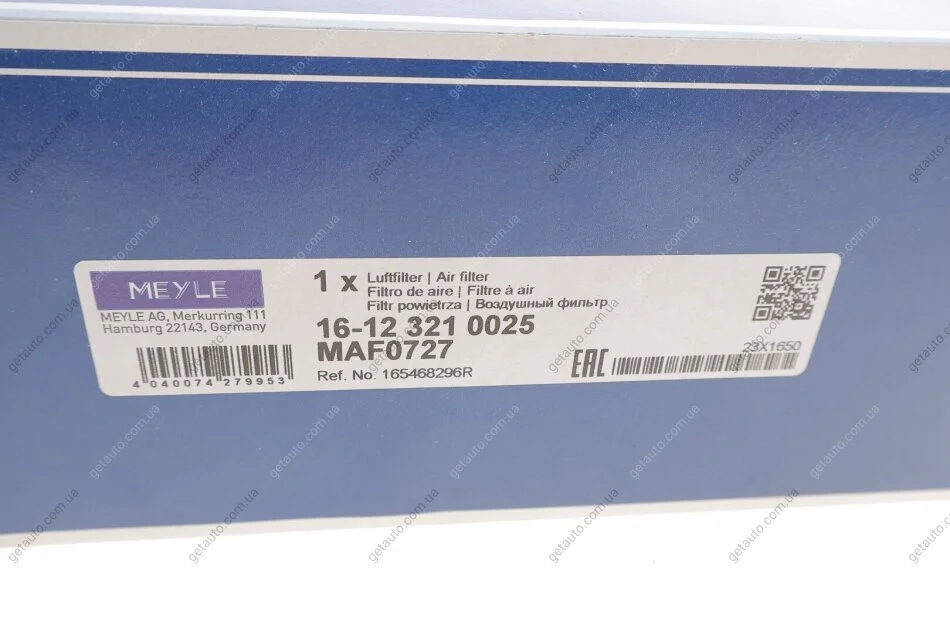 MEYLE
MEYLE AG, Merkurring 111
Hamburg 22143, Germany
4 040074 279953
1 x Luftfilter | Air filter
Filtro de aire | Filtre à air
Filtr powietrza | Воздушный фильтр
16-12 321 0025
MAF0727
Ref. No. 165468296R
EAC
23X1650
getauto.com.ua